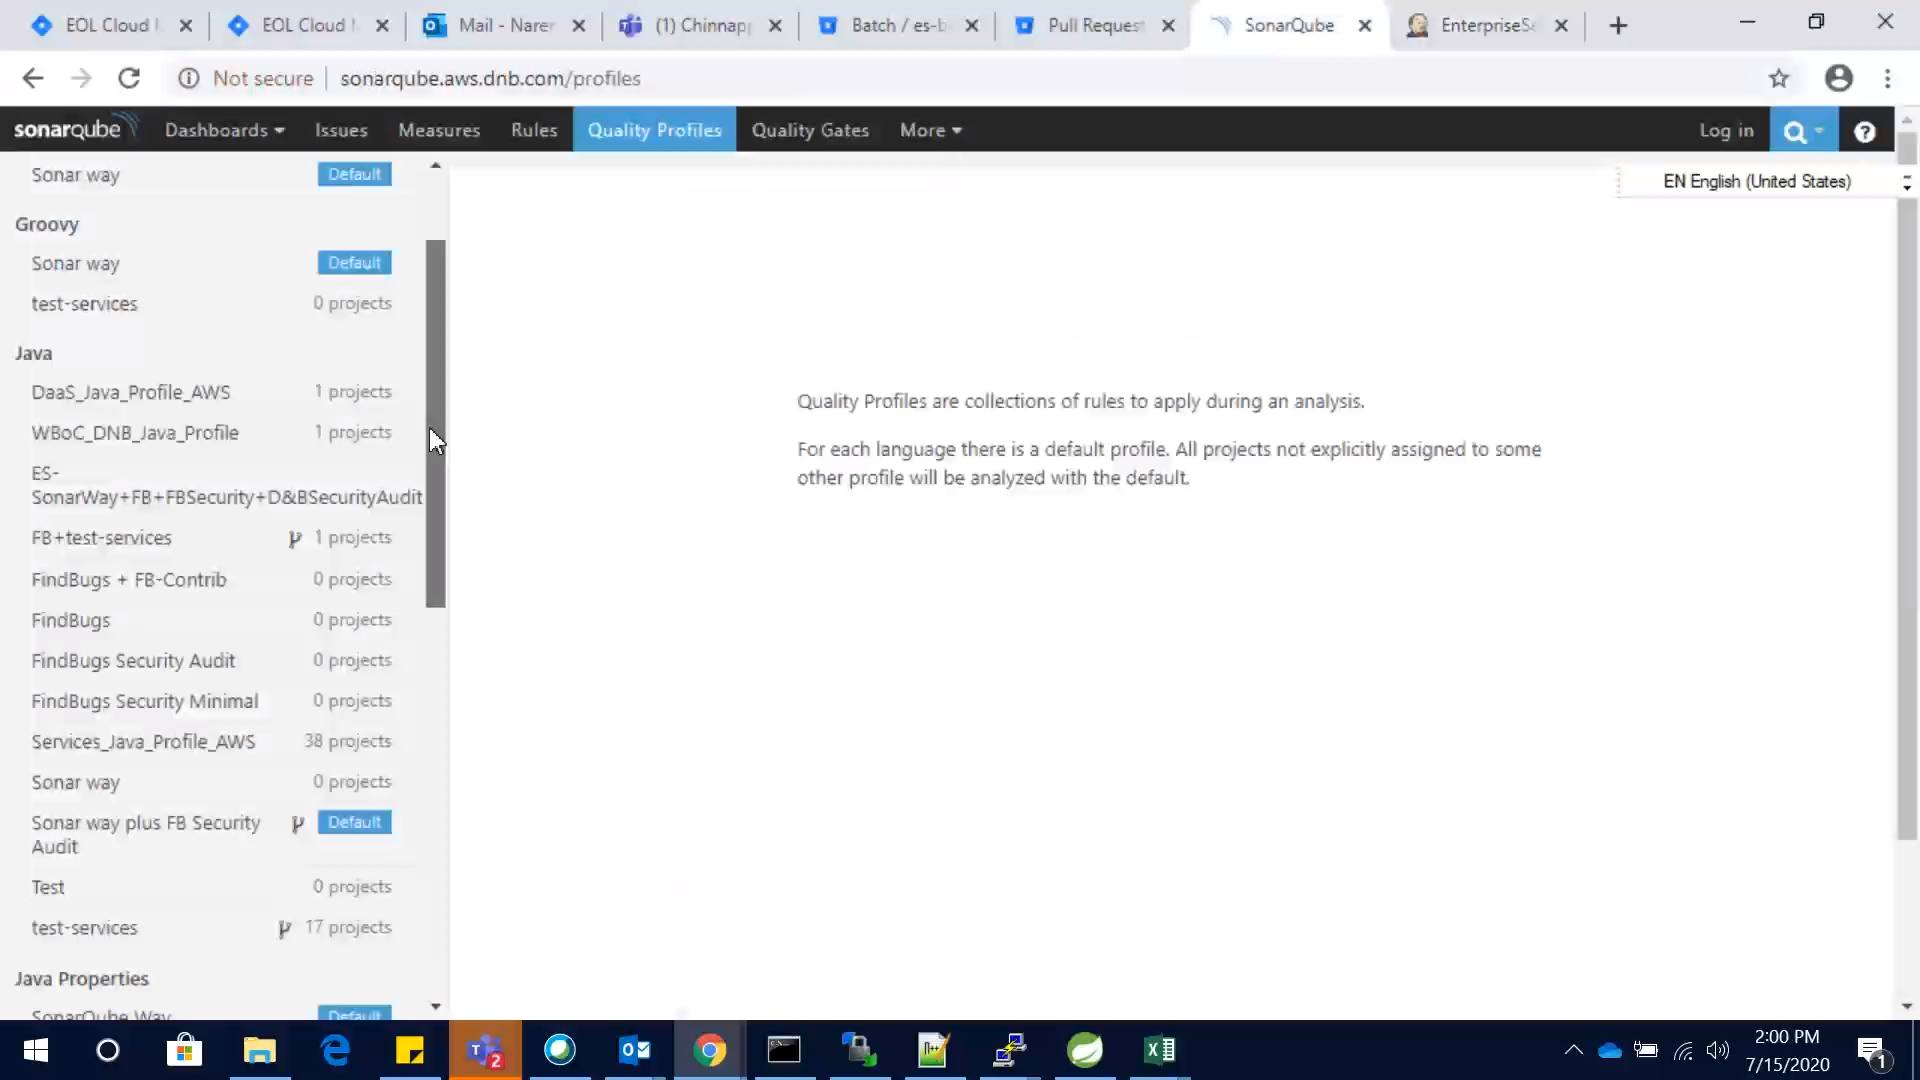 EOL Cloud
EOL Cloud
Mail - Naren
(1) Chinnapp
Batch / es-b
Pull Request
SonarQube
EnterpriseSe
Not secure
sonarqube.aws.dnb.com/profiles
sonarqube
Dashboards
Issues
Measures
Rules
Quality Profiles
Quality Gates
More
Log in
EN English (United States)
Sonar way
Default
Groovy
Sonar way
Default
test-services
0 projects
Java
DaaS_Java_Profile_AWS
1 projects
WBoC_DNB_Java_Profile
1 projects
ES-
SonarWay+FB+FBSecurity+D&BSecurityAudit
FB+test-services
1 projects
FindBugs + FB-Contrib
0 projects
FindBugs
0 projects
FindBugs Security Audit
0 projects
FindBugs Security Minimal
0 projects
Services_Java_Profile_AWS
38 projects
Sonar way
0 projects
Sonar way plus FB Security
Audit
Default
Test
0 projects
test-services
17 projects
Java Properties
SonarQube Way
Default
Quality Profiles are collections of rules to apply during an analysis.
For each language there is a default profile. All projects not explicitly assigned to some
other profile will be analyzed with the default.
2:00 PM
7/15/2020